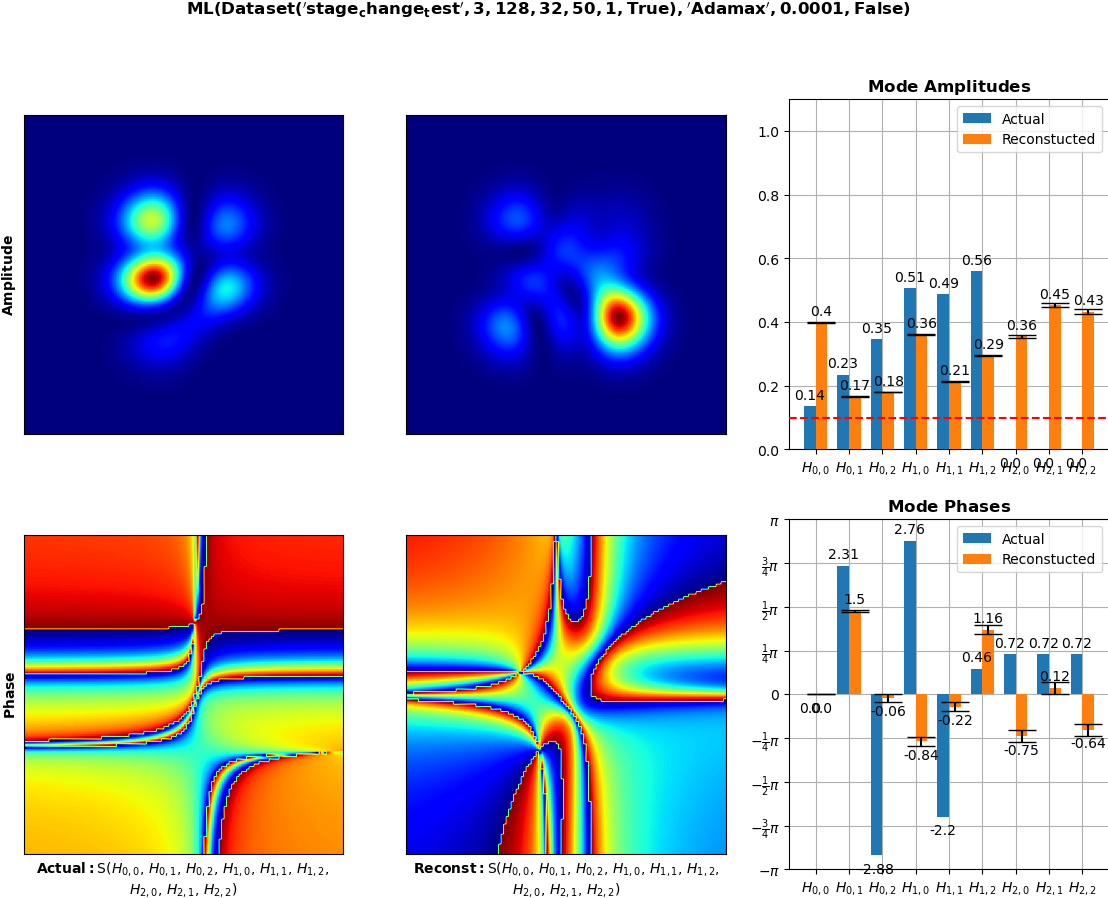 ML(Dataset('stage_change_test', 3, 128, 32, 50, 1, True), 'Adamax', 0.0001, False)
Amplitude
Mode Amplitudes
Actual
Reconstucted
1.0
0.8
0.6
0.4
0.2
0.0
0.14 0.4 0.23 0.17 0.35 0.18 0.51 0.36 0.49 0.21 0.56 0.29 0.0 0.36 0.0 0.45 0.0 0.43
H0,0 H0,1 H0,2 H1,0 H1,1 H1,2 H2,0 H2,1 H2,2
Phase
Actual: S(H0,0, H0,1, H0,2, H1,0, H1,1, H1,2,
H2,0, H2,1, H2,2)
Reconst: S(H0,0, H0,1, H0,2, H1,0, H1,1, H1,2,
H2,0, H2,1, H2,2)
Mode Phases
Actual
Reconstucted
π
3/4π
1/2π
1/4π
0
−1/4π
−1/2π
−3/4π
−π
0.0 0.0 2.31 1.5 -2.88 -0.06 2.76 -0.84 -2.2 -0.22 0.46 1.16 0.72 -0.75 0.72 0.12 0.72 -0.64
H0,0 H0,1 H0,2 H1,0 H1,1 H1,2 H2,0 H2,1 H2,2